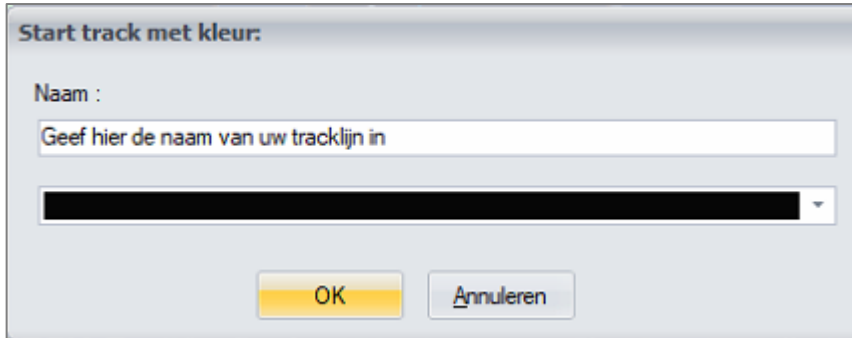 Start track met kleur:
Naam :
Geef hier de naam van uw tracklijn in
OK
Annuleren